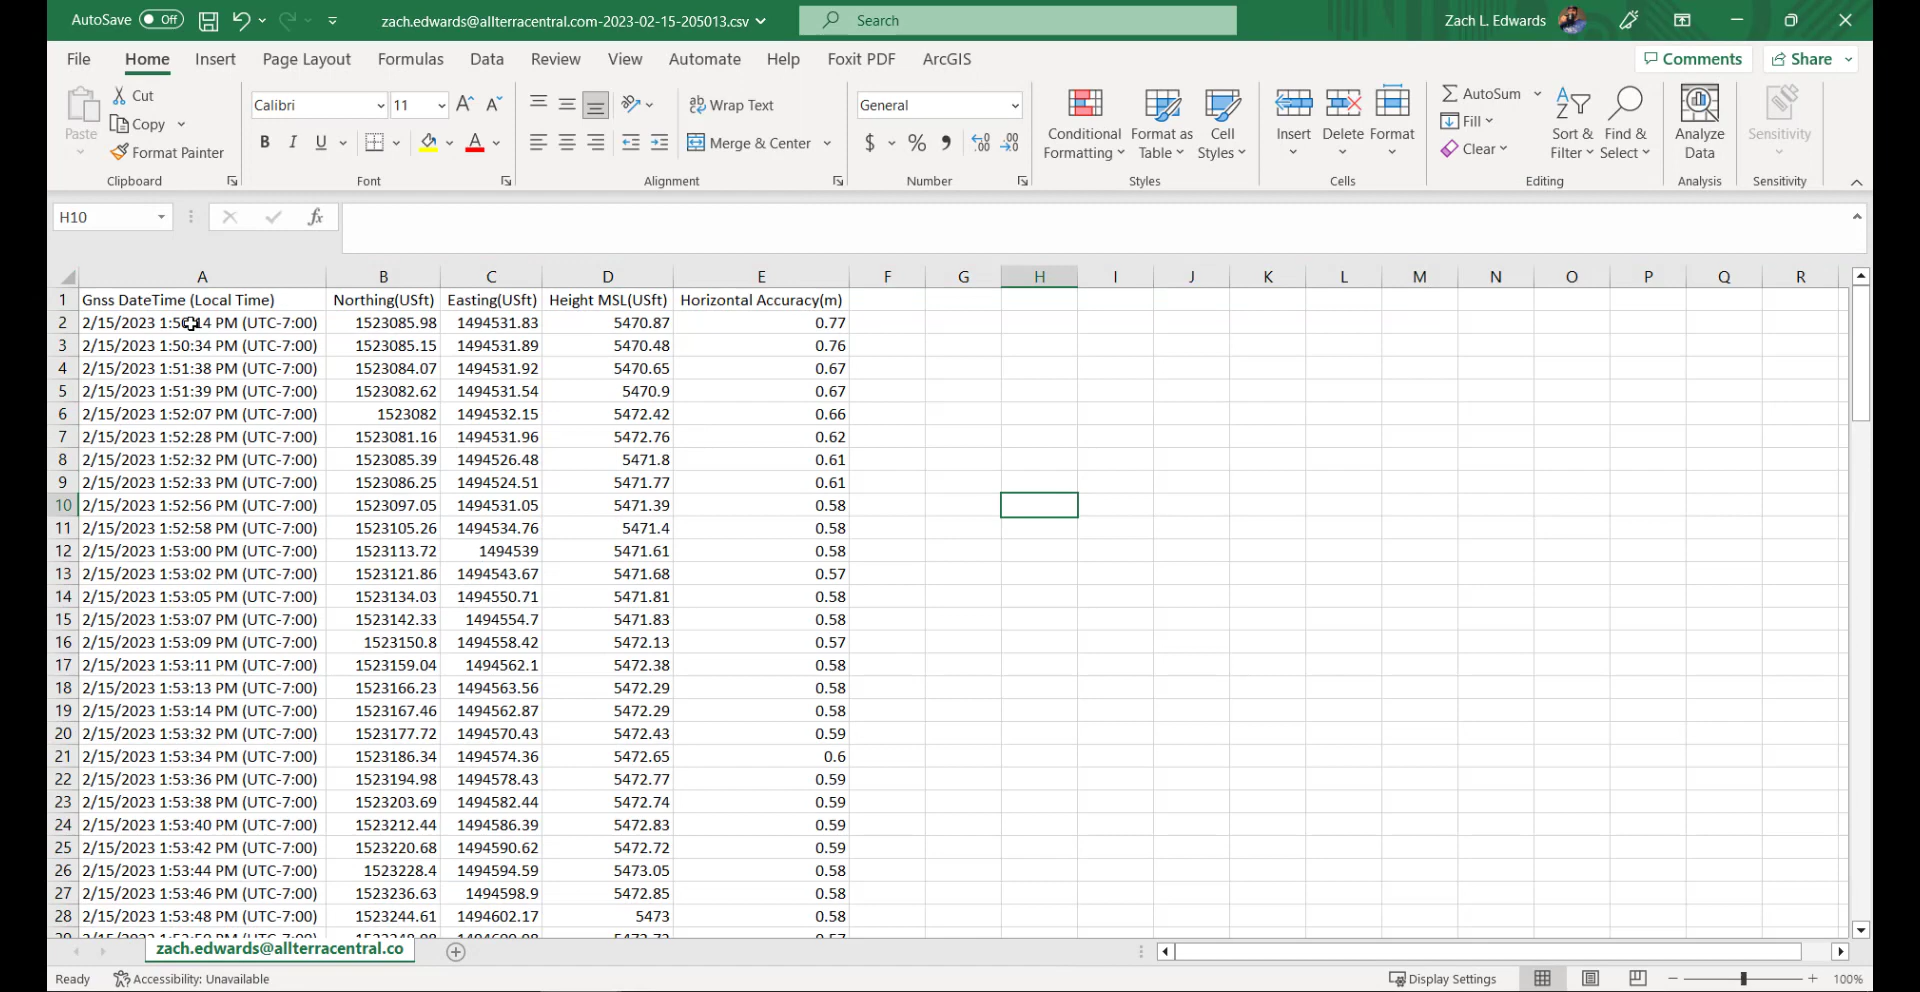 AutoSave Off zach.edwards@allterracentral.com-2023-02-15-205013.csv Search Zach L. Edwards
File Home Insert Page Layout Formulas Data Review View Automate Help Foxit PDF ArcGIS Comments Share
Paste
Cut
Copy
Format Painter
Clipboard
Calibri 11
B I U
Font
Wrap Text
Merge & Center
Alignment
General
$ %
Number
Conditional Formatting
Format as Table
Cell Styles
Styles
Insert Delete Format
Cells
AutoSum
Fill
Clear
Sort & Filter
Find & Select
Editing
Analyze Data
Analysis
Sensitivity
Sensitivity
H10 fx
A B C D E F G H I J K L M N O P Q R
1 Gnss DateTime (Local Time) Northing(USft) Easting(USft) Height MSL(USft) Horizontal Accuracy(m)
2 2/15/2023 PM (UTC-7:00) 1523085.98 1494531.83 5470.87 0.77
3 2/15/2023 1:50:34 PM (UTC-7:00) 1523085.15 1494531.89 5470.48 0.76
4 2/15/2023 1:51:38 PM (UTC-7:00) 1523084.07 1494531.92 5470.65 0.67
5 2/15/2023 1:51:39 PM (UTC-7:00) 1523082.62 1494531.54 5470.9 0.67
6 2/15/2023 1:52:07 PM (UTC-7:00) 1523082 1494532.15 5472.42 0.66
7 2/15/2023 1:52:28 PM (UTC-7:00) 1523081.16 1494531.96 5472.76 0.62
8 2/15/2023 1:52:32 PM (UTC-7:00) 1523085.39 1494526.48 5471.8 0.61
9 2/15/2023 1:52:33 PM (UTC-7:00) 1523086.25 1494524.51 5471.77 0.61
10 2/15/2023 1:52:56 PM (UTC-7:00) 1523097.05 1494531.05 5471.39 0.58
11 2/15/2023 1:52:58 PM (UTC-7:00) 1523105.26 1494534.76 5471.4 0.58
12 2/15/2023 1:53:00 PM (UTC-7:00) 1523113.72 1494539 5471.61 0.58
13 2/15/2023 1:53:02 PM (UTC-7:00) 1523121.86 1494543.67 5471.68 0.57
14 2/15/2023 1:53:05 PM (UTC-7:00) 1523134.03 1494550.71 5471.81 0.58
15 2/15/2023 1:53:07 PM (UTC-7:00) 1523142.33 1494554.7 5471.83 0.58
16 2/15/2023 1:53:09 PM (UTC-7:00) 1523150.8 1494558.42 5472.13 0.57
17 2/15/2023 1:53:11 PM (UTC-7:00) 1523159.04 1494562.1 5472.38 0.58
18 2/15/2023 1:53:13 PM (UTC-7:00) 1523166.23 1494563.56 5472.29 0.58
19 2/15/2023 1:53:14 PM (UTC-7:00) 1523167.46 1494562.87 5472.29 0.58
20 2/15/2023 1:53:32 PM (UTC-7:00) 1523177.72 1494570.43 5472.43 0.59
21 2/15/2023 1:53:34 PM (UTC-7:00) 1523186.34 1494574.36 5472.65 0.6
22 2/15/2023 1:53:36 PM (UTC-7:00) 1523194.98 1494578.43 5472.77 0.59
23 2/15/2023 1:53:38 PM (UTC-7:00) 1523203.69 1494582.44 5472.74 0.59
24 2/15/2023 1:53:40 PM (UTC-7:00) 1523212.44 1494586.39 5472.83 0.59
25 2/15/2023 1:53:42 PM (UTC-7:00) 1523220.68 1494590.62 5472.72 0.59
26 2/15/2023 1:53:44 PM (UTC-7:00) 1523228.4 1494594.59 5473.05 0.58
27 2/15/2023 1:53:46 PM (UTC-7:00) 1523236.63 1494598.9 5472.85 0.58
28 2/15/2023 1:53:48 PM (UTC-7:00) 1523244.61 1494602.17 5473 0.58
zach.edwards@allterracentral.co
Ready Accessibility: Unavailable Display Settings 100%